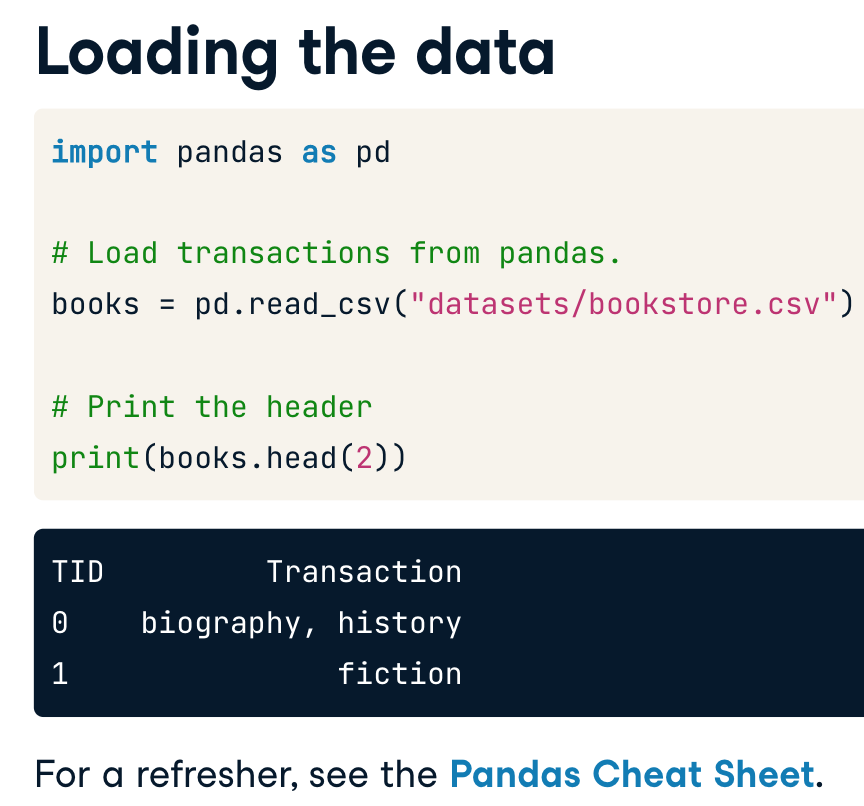 Loading the data
import pandas as pd
# Load transactions from pandas.
books = pd.read_csv("datasets/bookstore.csv")
# Print the header
print(books.head(2))
TID         Transaction
0    biography, history
1               fiction
For a refresher, see the Pandas Cheat Sheet.